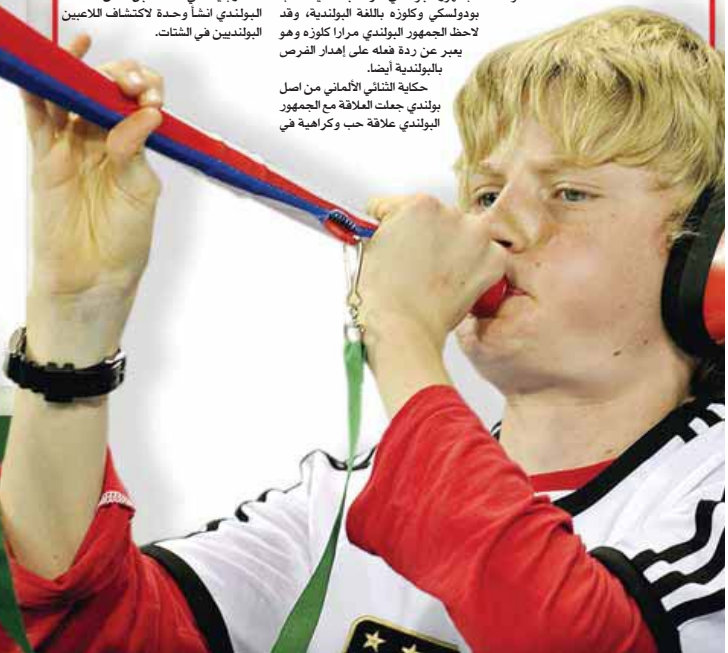 بودولسكي وكلوزه باللغة البولندية، وقد
لاحظ الجمهور البولندي مرارا كلوزه وهو
يعبر عن ردة فعله على إهدار الفرص
بالبولندية أيضا.
حكاية الثنائي الألماني من اصل
بولندي جعلت العلاقة مع الجمهور
البولندي علاقة حب وكراهية في
البولندي انشأ وحدة لاكتشاف اللاعبين
البولنديين في الشتات.